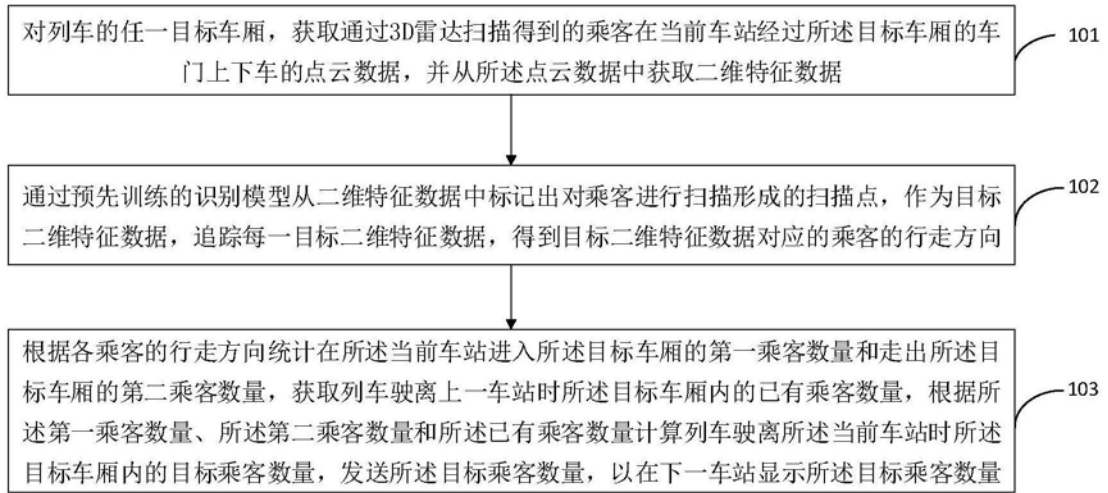 对列车的任一目标车厢，获取通过3D雷达扫描得到的乘客在当前车站经过所述目标车厢的车
门上下车的点云数据，并从所述点云数据中获取二维特征数据
101
通过预先训练的识别模型从二维特征数据中标记出对乘客进行扫描形成的扫描点，作为目标
二维特征数据，追踪每一目标二维特征数据，得到目标二维特征数据对应的乘客的行走方向
102
根据各乘客的行走方向统计在所述当前车站进入所述目标车厢的第一乘客数量和走出所述目
标车厢的第二乘客数量，获取列车驶离上一车站时所述目标车厢内的已有乘客数量，根据所
述第一乘客数量、所述第二乘客数量和所述已有乘客数量计算列车驶离所述当前车站时所述
目标车厢内的目标乘客数量，发送所述目标乘客数量，以在下一车站显示所述目标乘客数量
103